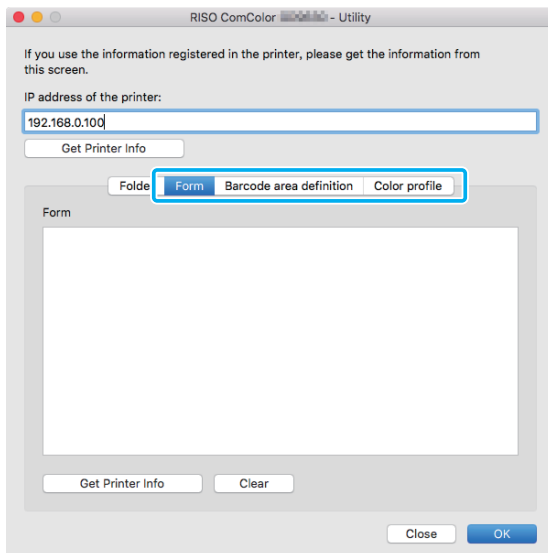 RISO ComColor - Utility
If you use the information registered in the printer, please get the information from
this screen.
IP address of the printer:
192.168.0.100
Get Printer Info
Folde Form Barcode area definition Color profile
Form
Get Printer Info Clear
Close OK